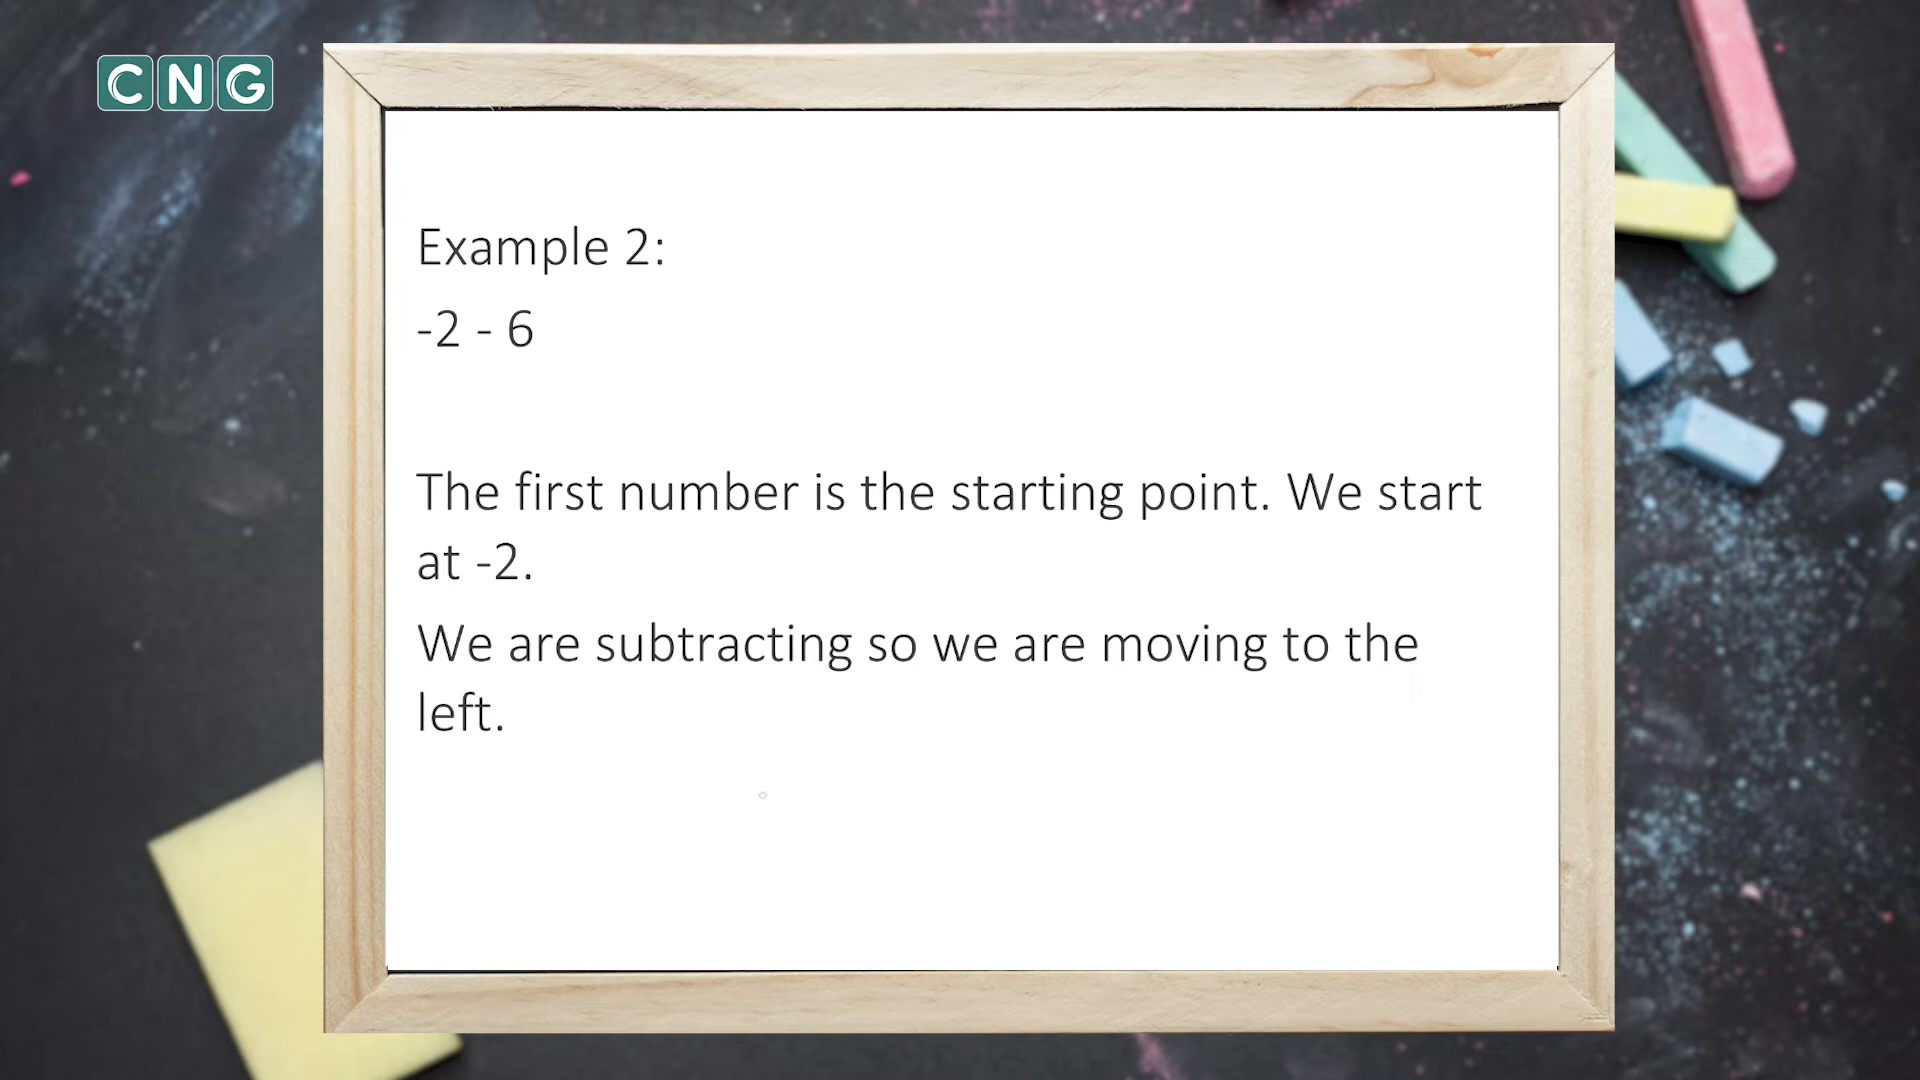 CNG
Example 2:
-2 - 6
The first number is the starting point. We start
at -2.
We are subtracting so we are moving to the
left.